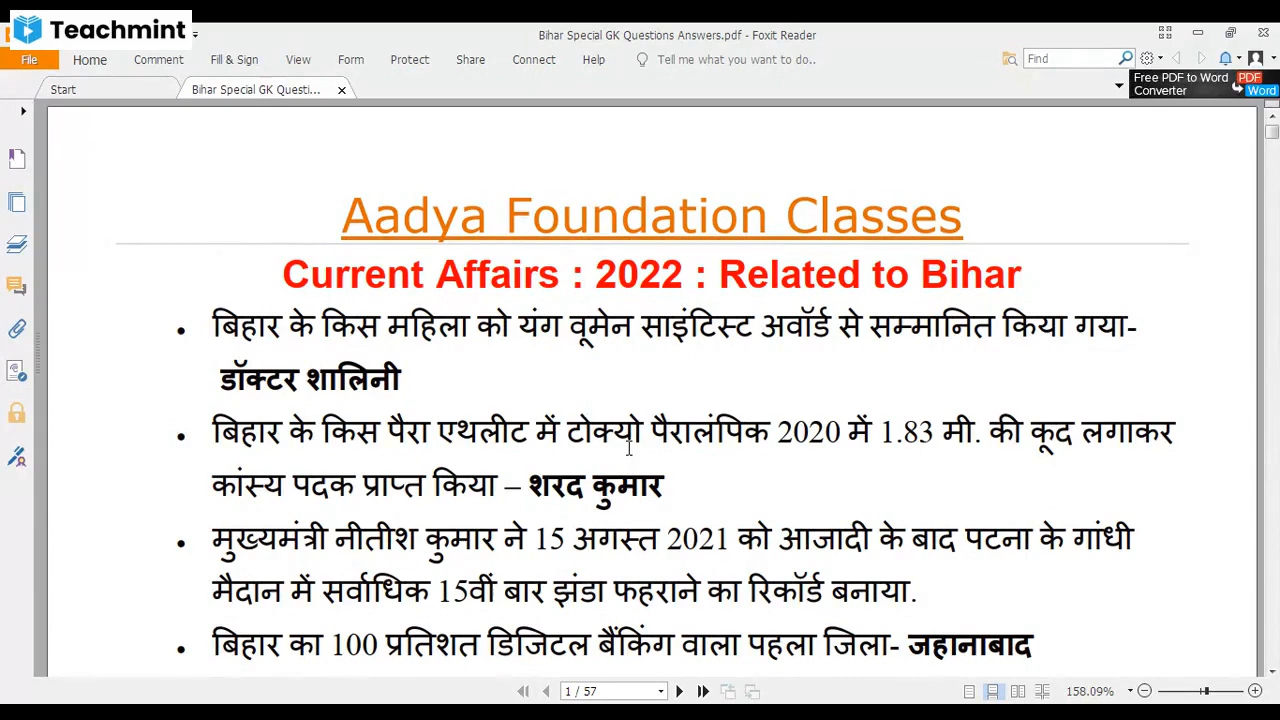 Teachmint
Bihar Special GK Questions Answers.pdf - Foxit Reader
File Home Comment Fill & Sign View Form Protect Share Connect Help Tell me what you want to do.. Find
Start Bihar Special GK Questi... Free PDF to Word Converter PDF Word
Aadya Foundation Classes
Current Affairs : 2022 : Related to Bihar
• बिहार के किस महिला को यंग वूमेन साइंटिस्ट अवॉर्ड से सम्मानित किया गया-
डॉक्टर शालिनी
• बिहार के किस पैरा एथलीट में टोक्यो पैरालंपिक 2020 में 1.83 मी. की कूद लगाकर
कांस्य पदक प्राप्त किया – शरद कुमार
• मुख्यमंत्री नीतीश कुमार ने 15 अगस्त 2021 को आजादी के बाद पटना के गांधी
मैदान में सर्वाधिक 15वीं बार झंडा फहराने का रिकॉर्ड बनाया.
• बिहार का 100 प्रतिशत डिजिटल बैंकिंग वाला पहला जिला- जहानाबाद
1 / 57 158.09%